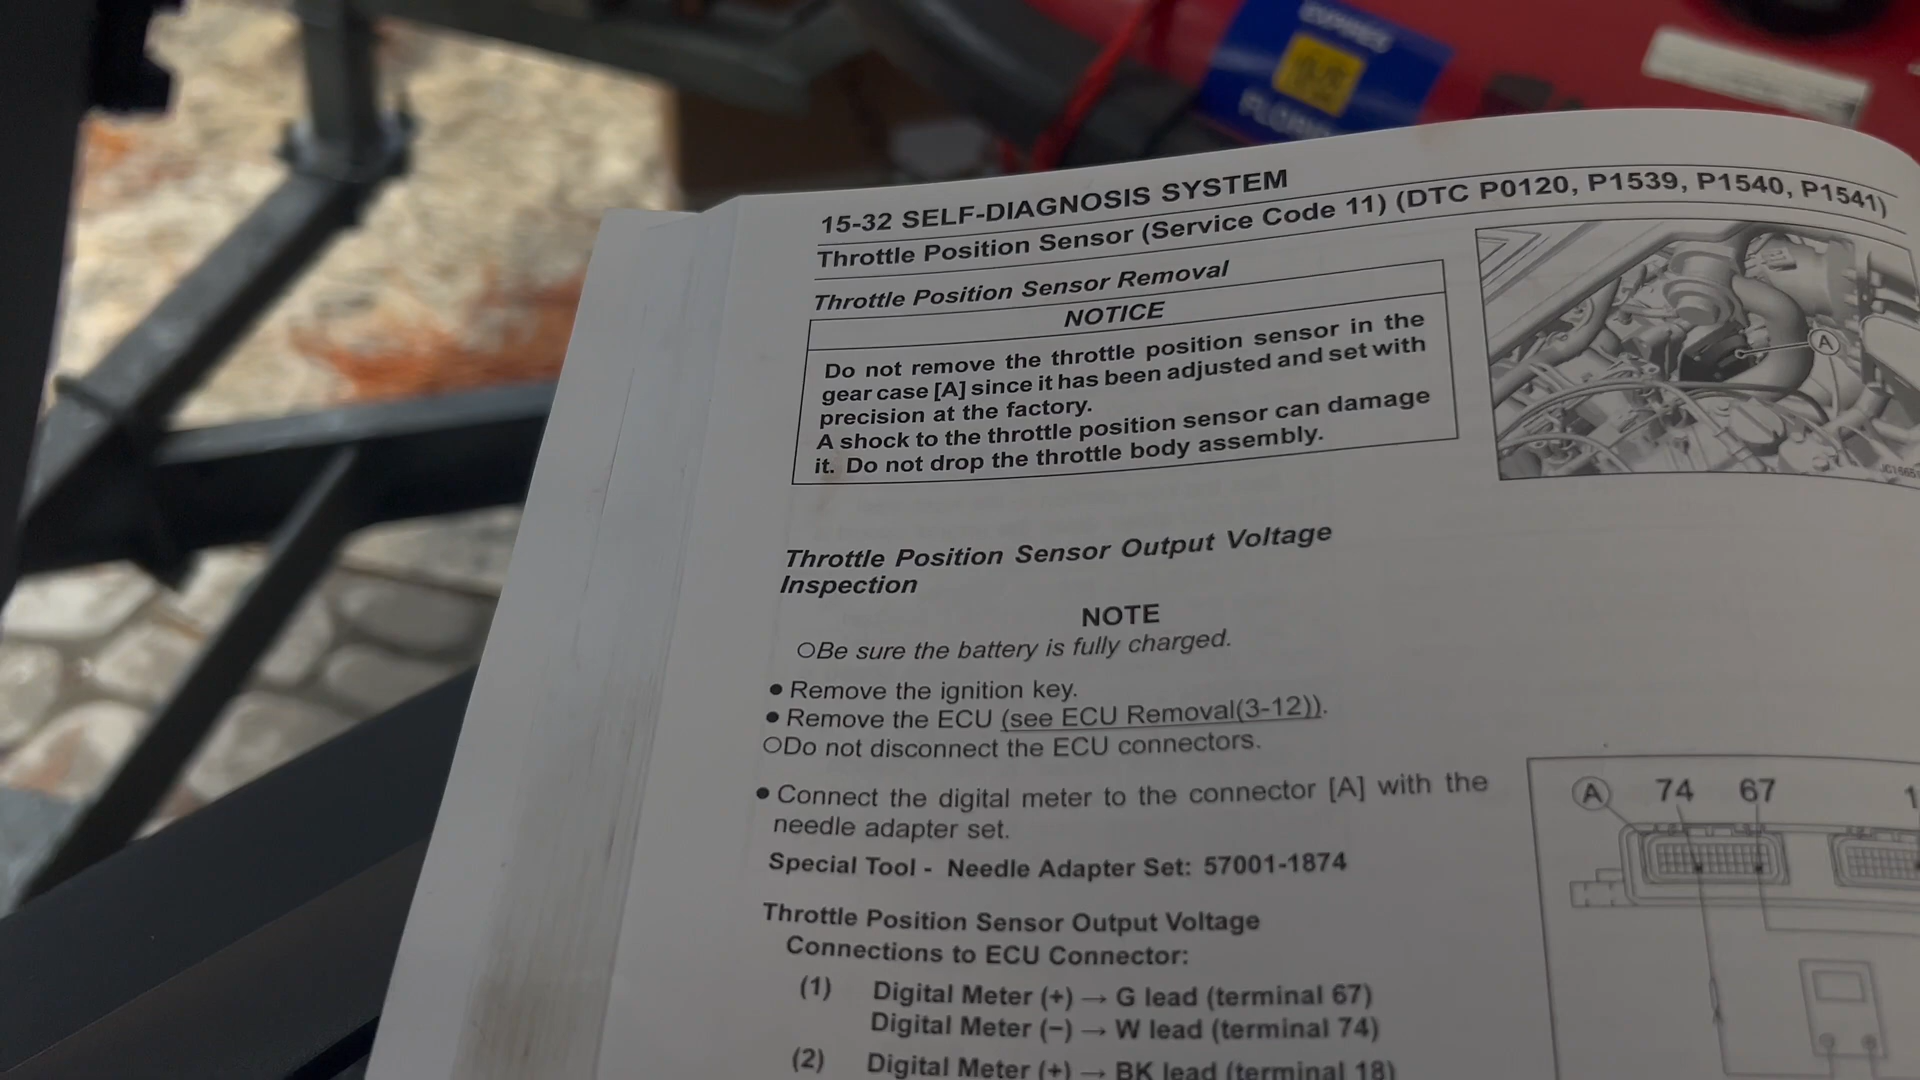 EXPIRES
15-32 SELF-DIAGNOSIS SYSTEM
Throttle Position Sensor (Service Code 11) (DTC P0120, P1539, P1540, P1541)
Throttle Position Sensor Removal
NOTICE
Do not remove the throttle position sensor in the
gear case [A] since it has been adjusted and set with
precision at the factory.
A shock to the throttle position sensor can damage
it. Do not drop the throttle body assembly.
A
Throttle Position Sensor Output Voltage
Inspection
NOTE
○Be sure the battery is fully charged.
● Remove the ignition key.
● Remove the ECU (see ECU Removal(3-12)).
○Do not disconnect the ECU connectors.
● Connect the digital meter to the connector [A] with the
needle adapter set.
Special Tool - Needle Adapter Set: 57001-1874
Throttle Position Sensor Output Voltage
Connections to ECU Connector:
(1) Digital Meter (+) → G lead (terminal 67)
Digital Meter (−) → W lead (terminal 74)
(2) Digital Meter (+) → BK lead (terminal 18)
A 74 67